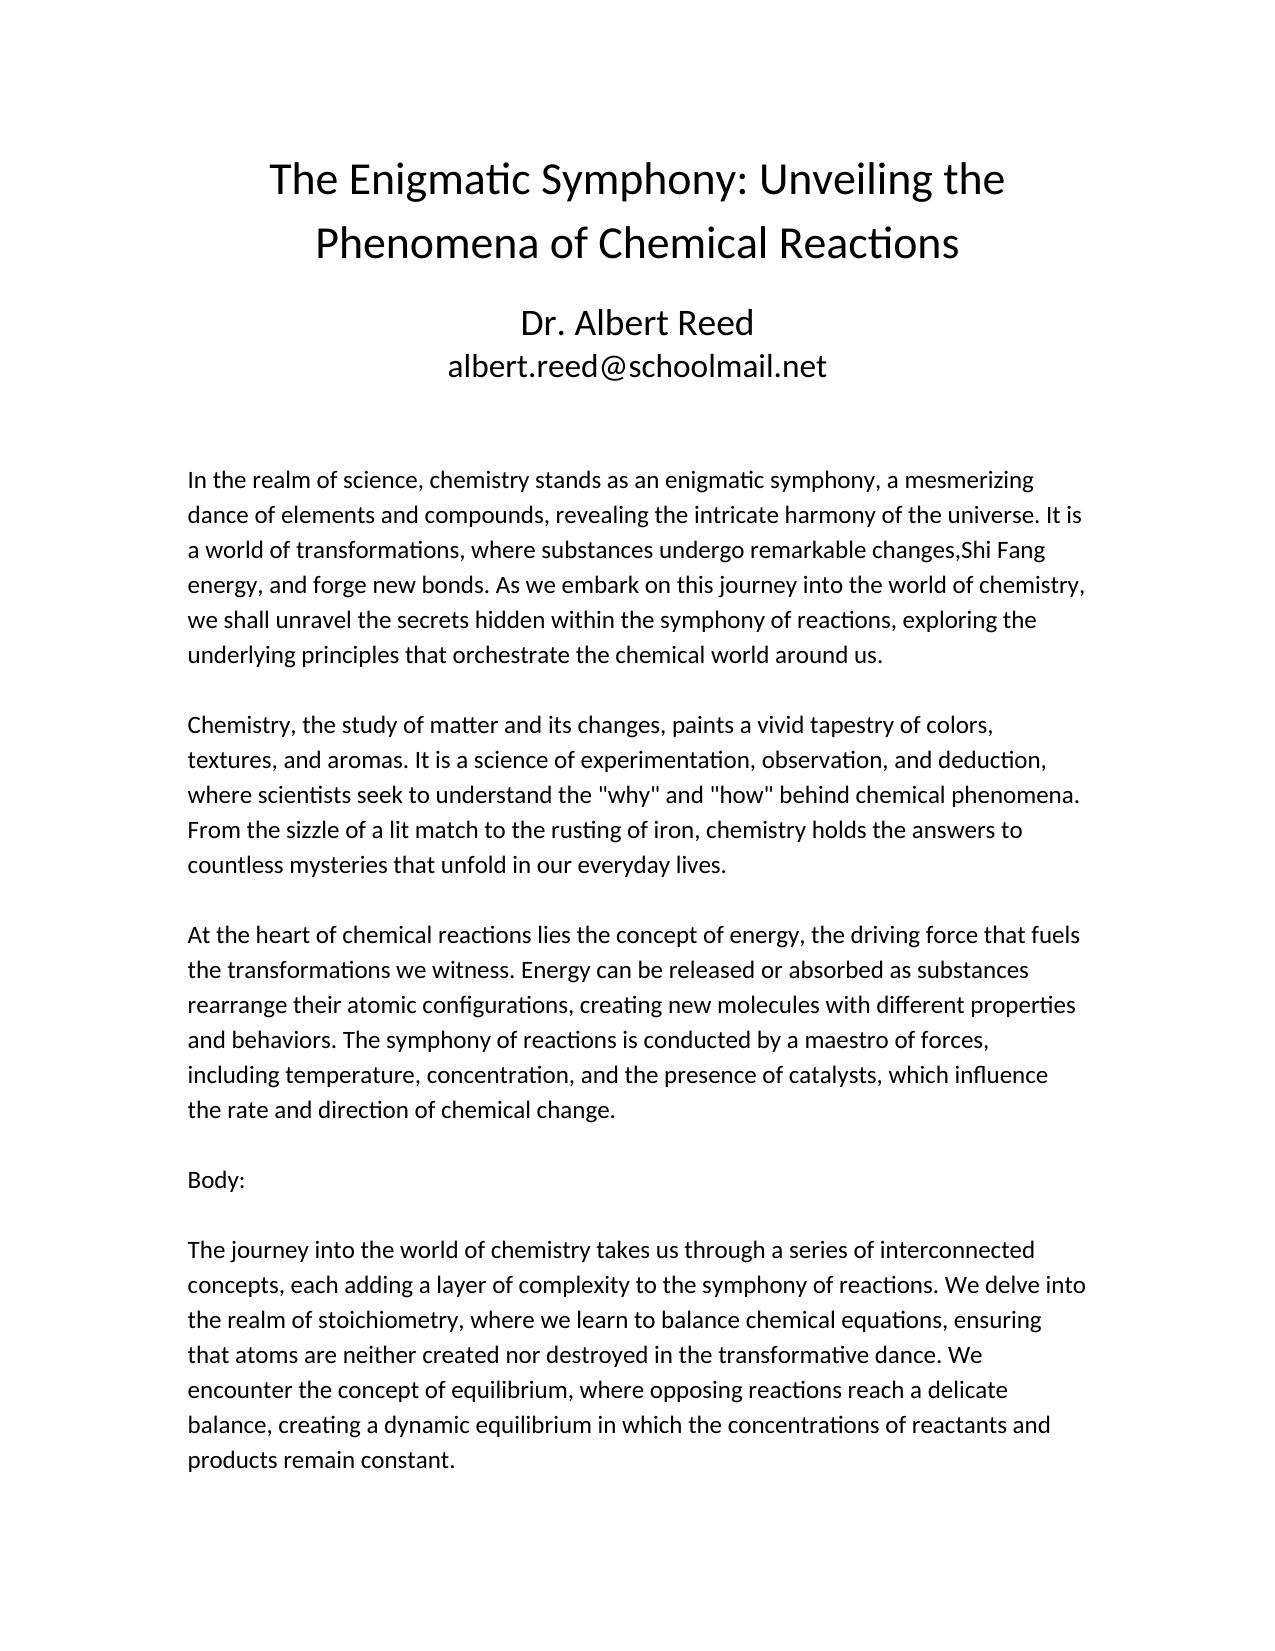 The Enigmatic Symphony: Unveiling the
Phenomena of Chemical Reactions
Dr. Albert Reed
albert.reed@schoolmail.net
In the realm of science, chemistry stands as an enigmatic symphony, a mesmerizing
dance of elements and compounds, revealing the intricate harmony of the universe. It is
a world of transformations, where substances undergo remarkable changes,Shi Fang
energy, and forge new bonds. As we embark on this journey into the world of chemistry,
we shall unravel the secrets hidden within the symphony of reactions, exploring the
underlying principles that orchestrate the chemical world around us.
Chemistry, the study of matter and its changes, paints a vivid tapestry of colors,
textures, and aromas. It is a science of experimentation, observation, and deduction,
where scientists seek to understand the "why" and "how" behind chemical phenomena.
From the sizzle of a lit match to the rusting of iron, chemistry holds the answers to
countless mysteries that unfold in our everyday lives.
At the heart of chemical reactions lies the concept of energy, the driving force that fuels
the transformations we witness. Energy can be released or absorbed as substances
rearrange their atomic configurations, creating new molecules with different properties
and behaviors. The symphony of reactions is conducted by a maestro of forces,
including temperature, concentration, and the presence of catalysts, which influence
the rate and direction of chemical change.
Body:
The journey into the world of chemistry takes us through a series of interconnected
concepts, each adding a layer of complexity to the symphony of reactions. We delve into
the realm of stoichiometry, where we learn to balance chemical equations, ensuring
that atoms are neither created nor destroyed in the transformative dance. We
encounter the concept of equilibrium, where opposing reactions reach a delicate
balance, creating a dynamic equilibrium in which the concentrations of reactants and
products remain constant.